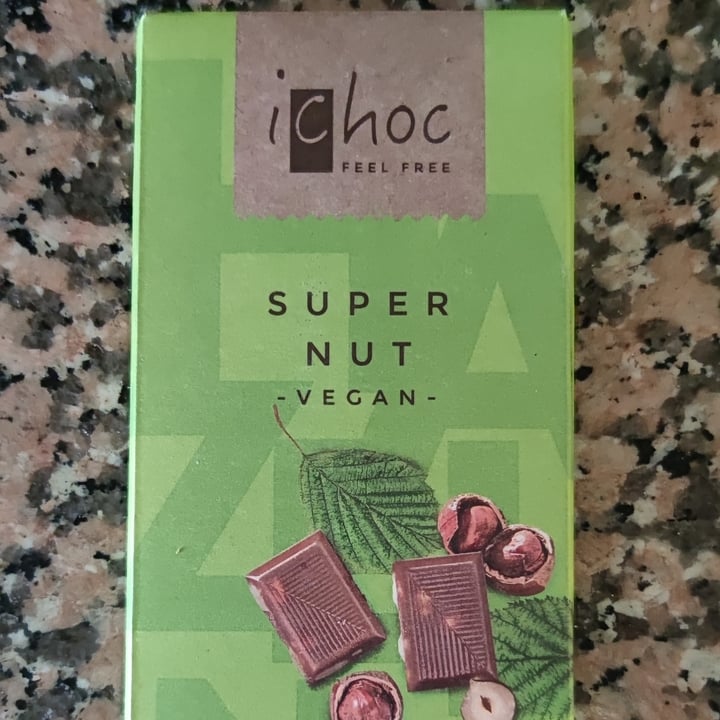 ichoc
FEEL FREE
SUPER
NUT
-VEGAN-